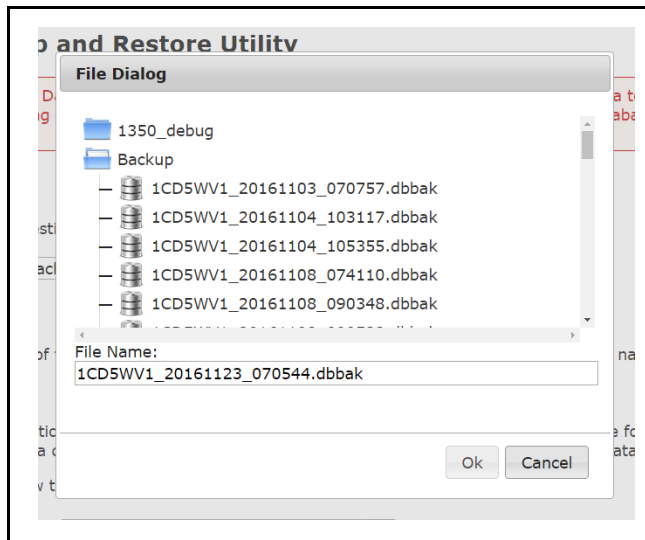 p and Restore Utility
File Dialog
1350_debug
Backup
1CD5WV1_20161103_070757.dbbak
1CD5WV1_20161104_103117.dbbak
1CD5WV1_20161104_105355.dbbak
1CD5WV1_20161108_074110.dbbak
1CD5WV1_20161108_090348.dbbak
File Name:
1CD5WV1_20161123_070544.dbbak
Ok Cancel